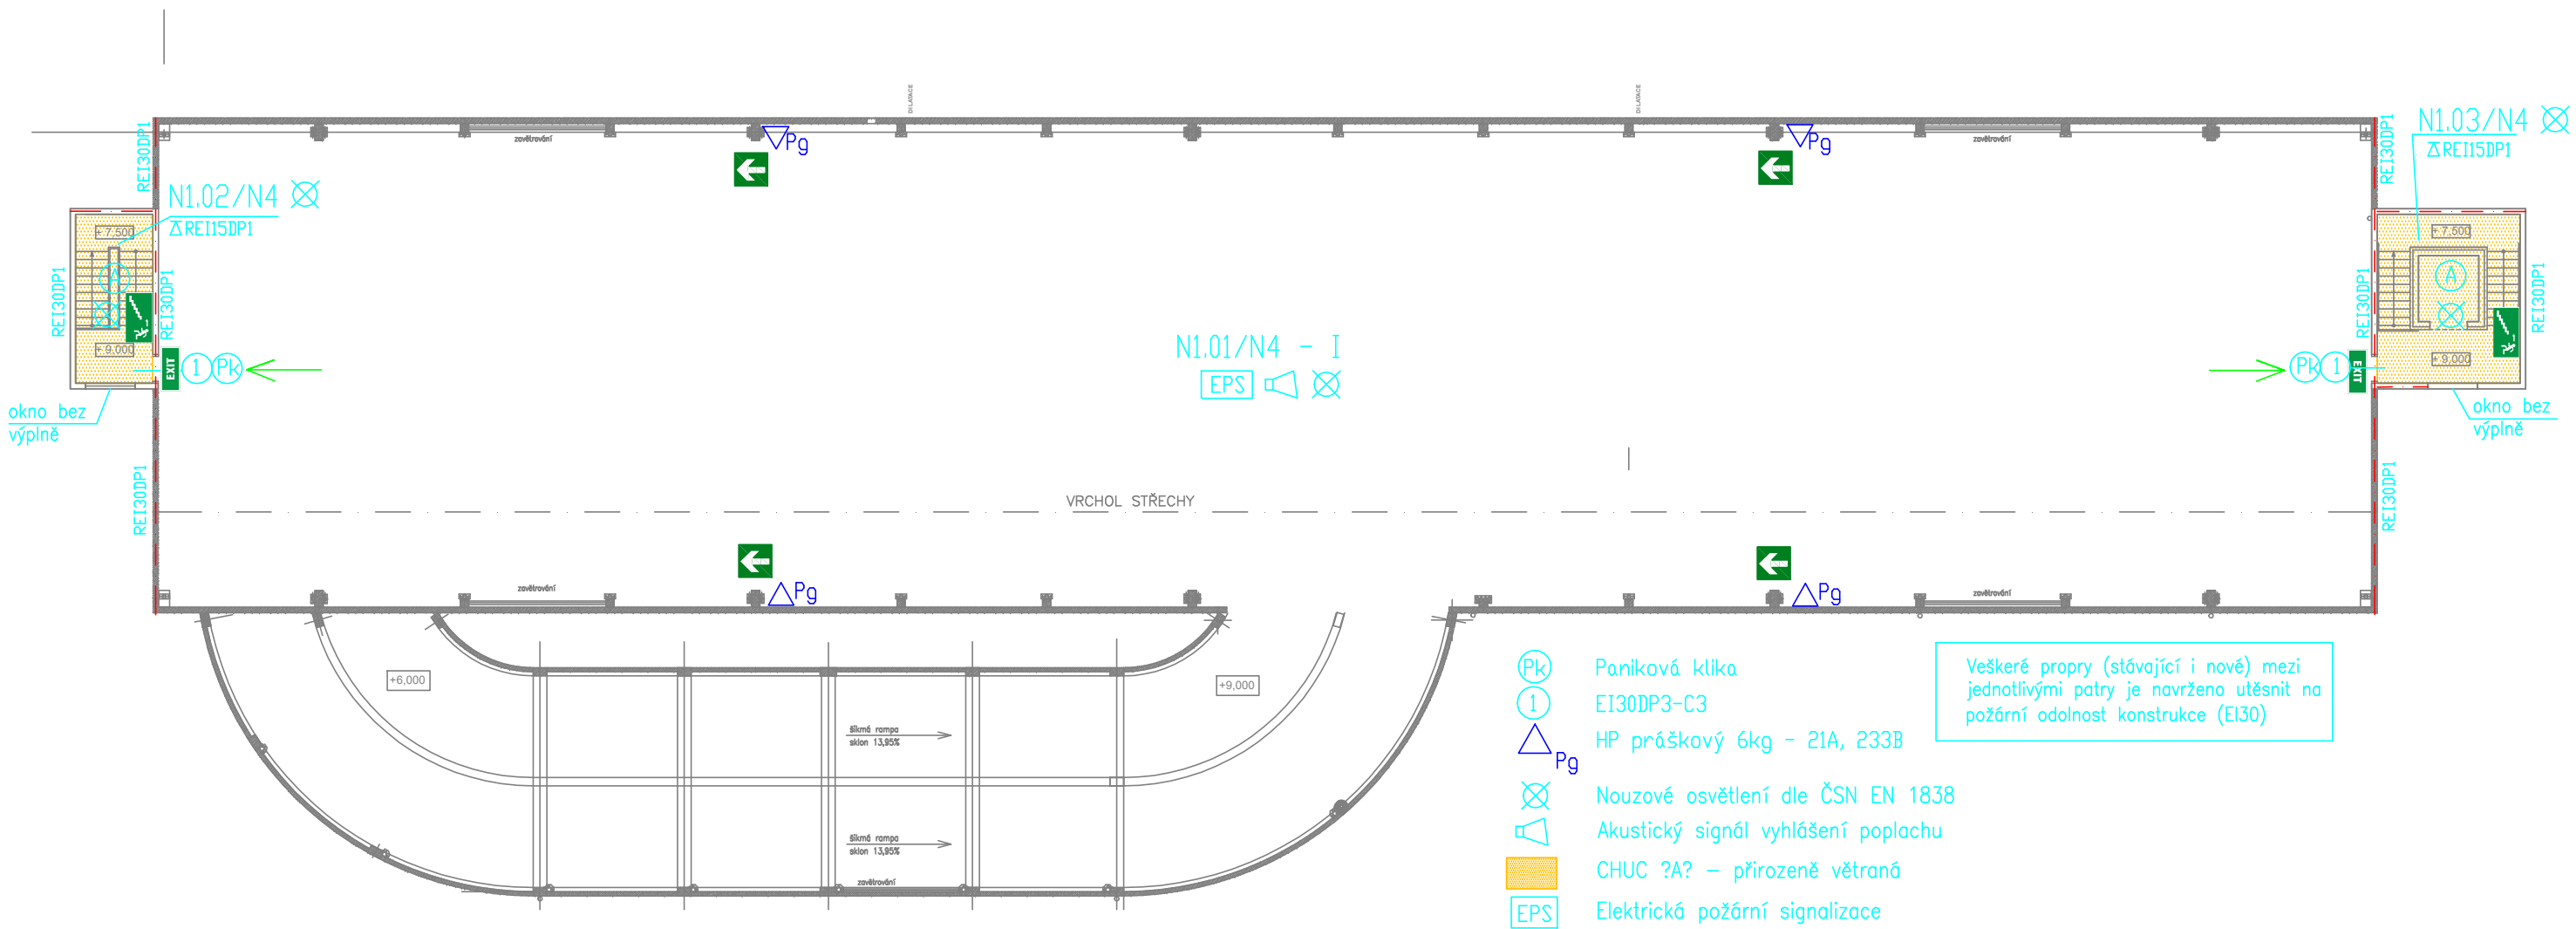 DILATACE
DILATACE
REI30DP1
zavětrování
Pg
Pg
zavětrování
REI30DP1
N1.03/N4
REI15DP1
N1.02/N4
REI15DP1
+ 7,500
A
REI30DP1
REI30DP1
+ 9,000
EXIT
1
Pk
okno bez
výplně
REI30DP1
N1.01/N4 - I
EPS
+ 7,500
A
REI30DP1
REI30DP1
+ 9,000
Pk
1
EXIT
okno bez
výplně
REI30DP1
VRCHOL STŘECHY
zavětrování
Pg
zavětrování
Pg
+6,000
+9,000
šikmá rampa
sklon 13,95%
šikmá rampa
sklon 13,95%
zavětrování
Pk Paniková klika
1 EI30DP3-C3
Pg HP práškový 6kg - 21A, 233B
Nouzové osvětlení dle ČSN EN 1838
Akustický signál vyhlášení poplachu
CHUC ?A? - přirozeně větraná
EPS Elektrická požární signalizace
Veškeré propry (stávající i nové) mezi
jednotlivými patry je navrženo utěsnit na
požární odolnost konstrukce (EI30)